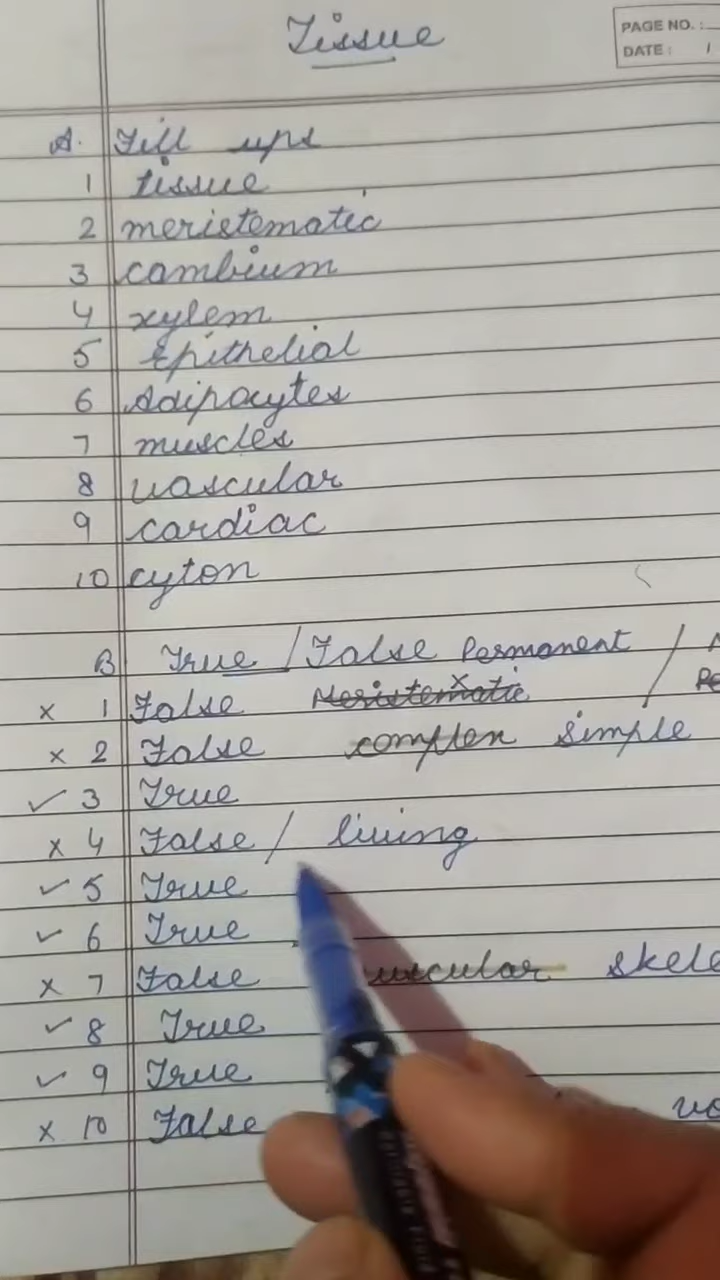 Tissue
PAGE NO. :
DATE : /
A. Fill ups
1 tissue
2 meristematic
3 cambium
4 xylem
5 Epithelial
6 Adipocytes
7 muscles
8 vascular
9 cardiac
10 cyton
B True / False Permanent /
x 1 False Meristematic
x 2 False complex simple
✓ 3 True
x 4 False / living
✓ 5 True
✓ 6 True
x 7 False
✓ 8 True
✓ 9 True
x 10 False